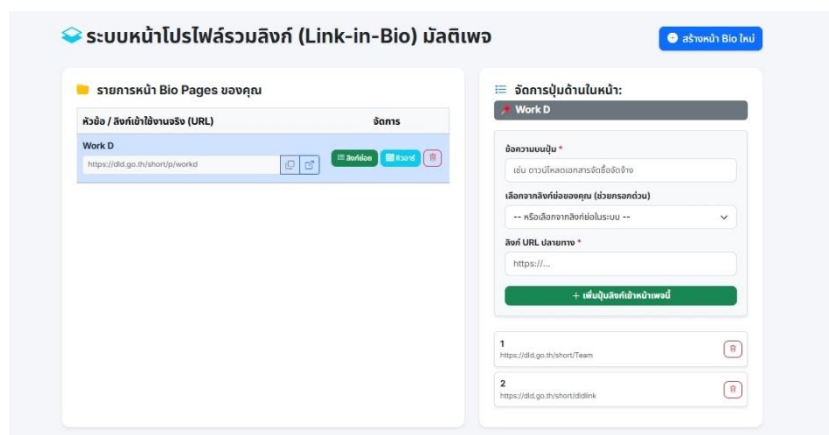 ระบบหน้าโปรไฟล์รวมลิงก์ (Link-in-Bio) มัลติเพจ
สร้างหน้า Bio ใหม่
รายการหน้า Bio Pages ของคุณ
หัวข้อ / ลิงก์เข้าใช้งานจริง (URL)
จัดการ
Work D
https://dld.go.th/short/p/workd
ลิงก์ย่อย
คิวอาร์
จัดการปุ่มด้านในหน้า:
Work D
ข้อความบนปุ่ม *
เช่น ดาวน์โหลดเอกสารจัดซื้อจัดจ้าง
เลือกจากลิงก์ย่อของคุณ (ช่วยกรอกด่วน)
-- หรือเลือกจากลิงก์ย่อในระบบ --
ลิงก์ URL ปลายทาง *
https://...
+ เพิ่มปุ่มลิงก์เข้าหน้าเพจนี้
1
https://dld.go.th/short/Team
2
https://dld.go.th/short/didlink